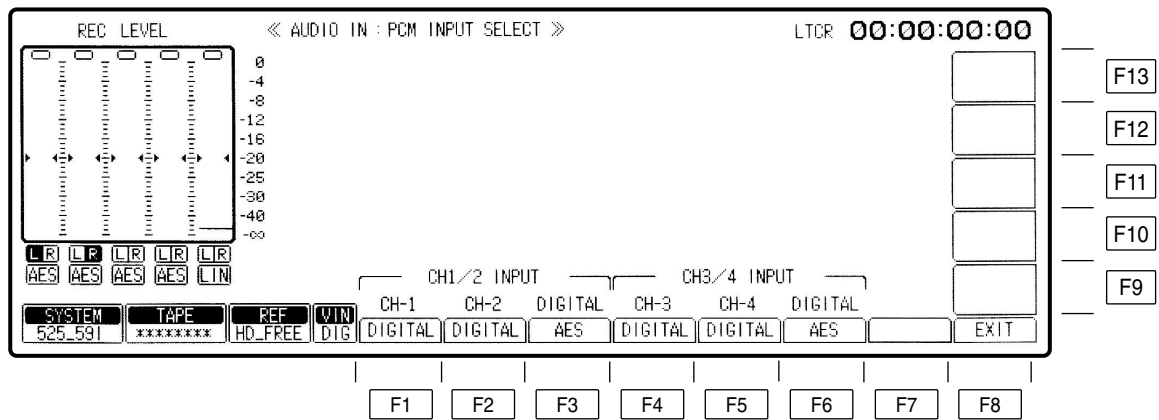 REC LEVEL
≪ AUDIO IN : PCM INPUT SELECT ≫
LTCR 00:00:00:00
0
-4
-8
-12
-16
-20
-25
-30
-40
-∞
L R L R L R L R L R
AES AES AES AES LIN
F13
F12
F11
F10
F9
CH1/2 INPUT CH3/4 INPUT
CH-1 CH-2 DIGITAL CH-3 CH-4 DIGITAL
SYSTEM TAPE REF VIN
525_59I ******** HD_FREE DIG DIGITAL DIGITAL AES DIGITAL DIGITAL AES EXIT
F1 F2 F3 F4 F5 F6 F7 F8